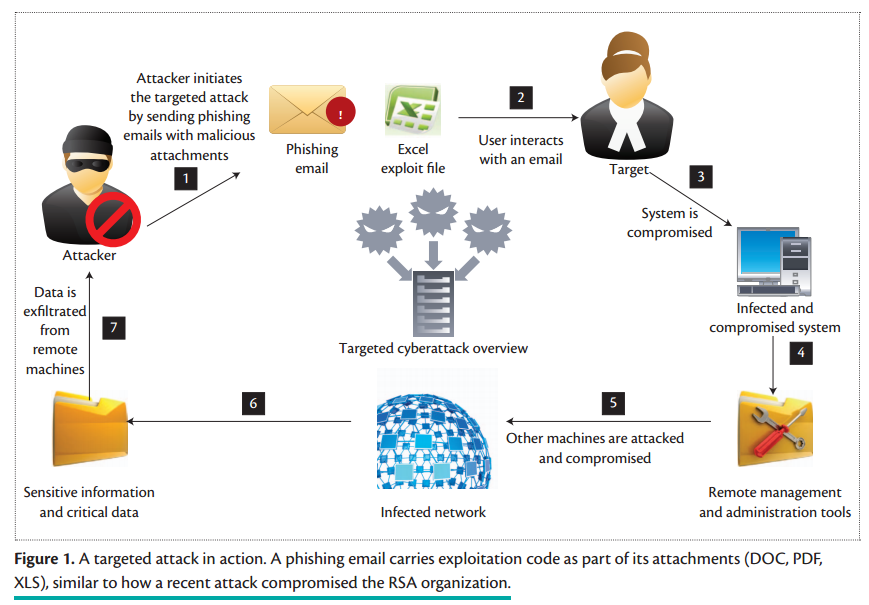 Attacker initiates
the targeted attack
by sending phishing
emails with malicious
attachments
1
Attacker
!
Phishing
email
Excel
exploit file
2
User interacts
with an email
Target
3
System is
compromised
Infected and
compromised system
4
Remote management
and administration tools
5
Other machines are attacked
and compromised
Infected network
6
Sensitive information
and critical data
7
Data is
exfiltrated
from
remote
machines
Targeted cyberattack overview
Figure 1. A targeted attack in action. A phishing email carries exploitation code as part of its attachments (DOC, PDF,
XLS), similar to how a recent attack compromised the RSA organization.